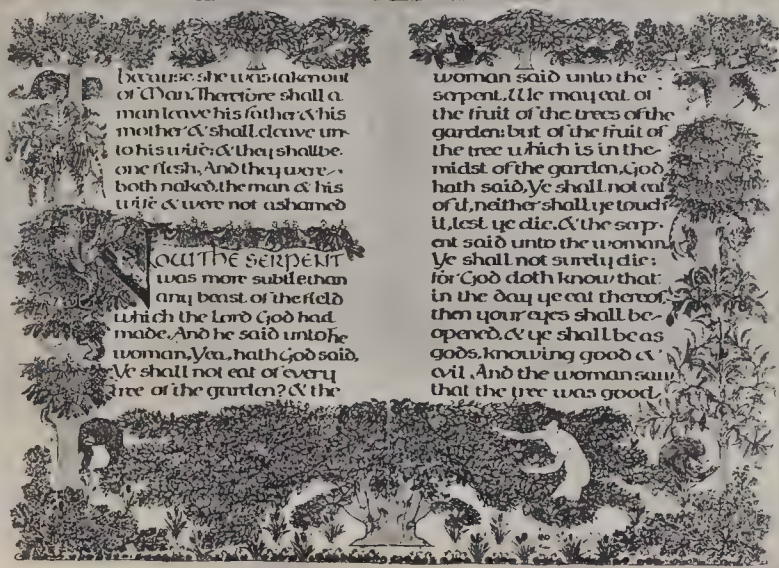 because she was taken out
of Man. Therefore shall a
man leave his father & his
mother & shall cleave un-
to his wife: & they shall be
one flesh, And they were
both naked, the man & his
wife & were not ashamed
NOW THE SERPENT
was more subtle than
any beast of the field
which the Lord God had
made. And he said unto he
woman, Yea, hath God said,
Ye shall not eat of every
tree of the garden? & the
woman said unto the
serpent, We may eat of
the fruit of the trees of the
garden: but of the fruit of
the tree which is in the
midst of the garden, God
hath said, Ye shall not eat
of it, neither shall ye touch
it, lest ye die. & the serp-
ent said unto the woman
Ye shall not surely die:
for God doth know that
in the day ye eat thereof,
then your eyes shall be
opened, & ye shall be as
gods, knowing good &
evil. And the woman saw
that the tree was good,